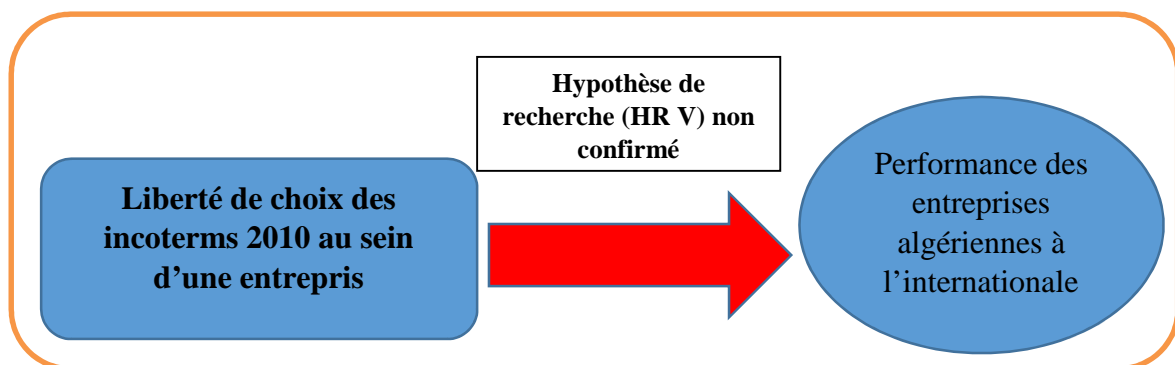 Hypothèse de
recherche (HR V) non
confirmé
Liberté de choix des
incoterms 2010 au sein
d’une entrepris
Performance des
entreprises
algériennes à
l’internationale